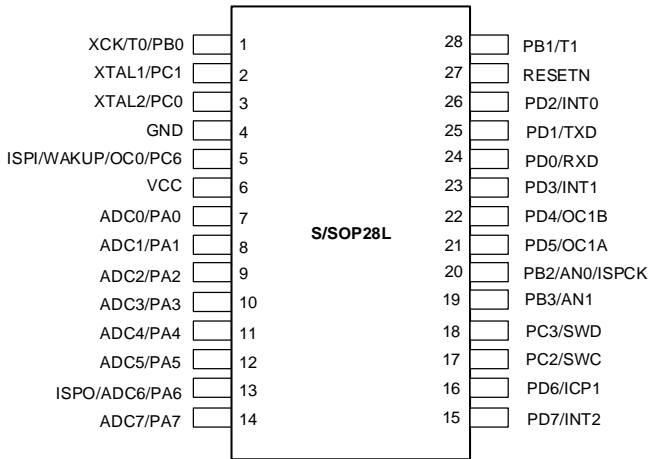 XCK/T0/PB0 1 28 PB1/T1
XTAL1/PC1 2 27 RESETN
XTAL2/PC0 3 26 PD2/INT0
GND 4 25 PD1/TXD
ISPI/WAKUP/OC0/PC6 5 24 PD0/RXD
VCC 6 23 PD3/INT1
ADC0/PA0 7 22 PD4/OC1B
S/SOP28L
ADC1/PA1 8 21 PD5/OC1A
ADC2/PA2 9 20 PB2/AN0/ISPCK
ADC3/PA3 10 19 PB3/AN1
ADC4/PA4 11 18 PC3/SWD
ADC5/PA5 12 17 PC2/SWC
ISPO/ADC6/PA6 13 16 PD6/ICP1
ADC7/PA7 14 15 PD7/INT2